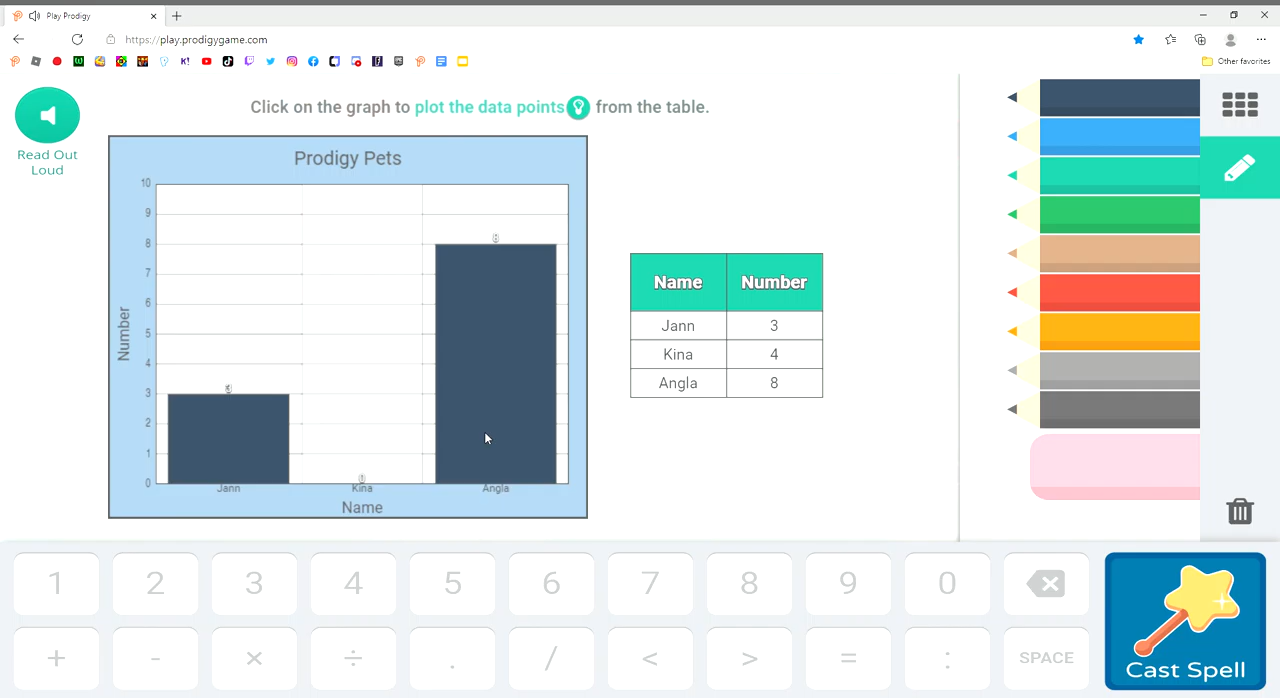 Play Prodigy
https://play.prodigygame.com
Other favorites
Read Out
Loud
Click on the graph to plot the data points from the table.
Prodigy Pets
10
9
8
7
6
5
4
3
2
1
0
Number
3
0
8
Jann Kina Angla
Name
Name Number
Jann 3
Kina 4
Angla 8
1 2 3 4 5 6 7 8 9 0
+ - × ÷ . / < > = : SPACE
Cast Spell